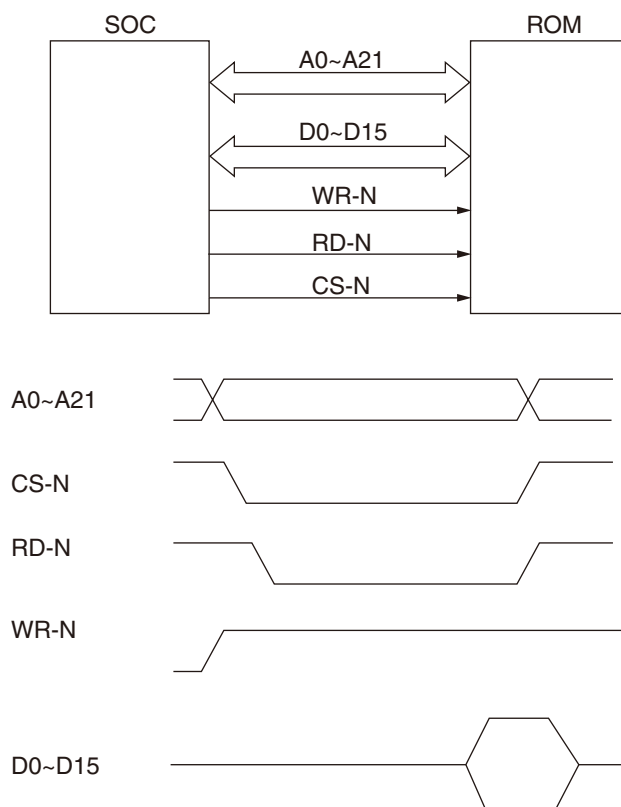 SOC
ROM
A0~A21
D0~D15
WR-N
RD-N
CS-N
A0~A21
CS-N
RD-N
WR-N
D0~D15